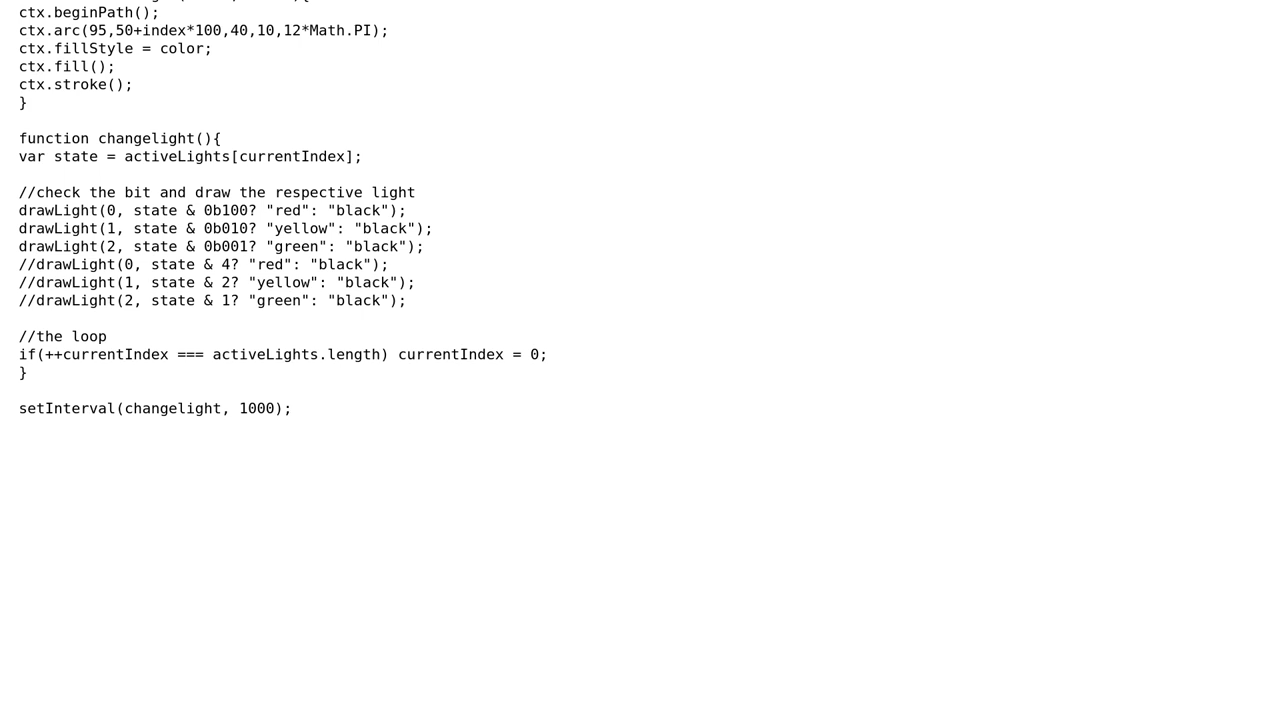 ctx.beginPath();
ctx.arc(95,50+index*100,40,10,12*Math.PI);
ctx.fillStyle = color;
ctx.fill();
ctx.stroke();
}
function changelight(){
var state = activeLights[currentIndex];
//check the bit and draw the respective light
drawLight(0, state & 0b100? "red": "black");
drawLight(1, state & 0b010? "yellow": "black");
drawLight(2, state & 0b001? "green": "black");
//drawLight(0, state & 4? "red": "black");
//drawLight(1, state & 2? "yellow": "black");
//drawLight(2, state & 1? "green": "black");
//the loop
if(++currentIndex === activeLights.length) currentIndex = 0;
}
setInterval(changelight, 1000);